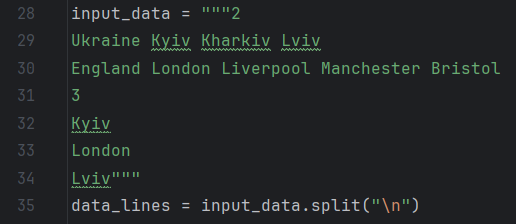 28 input_data = """2
29 Ukraine Kyiv Kharkiv Lviv
30 England London Liverpool Manchester Bristol
31 3
32 Kyiv
33 London
34 Lviv"""
35 data_lines = input_data.split("\n")